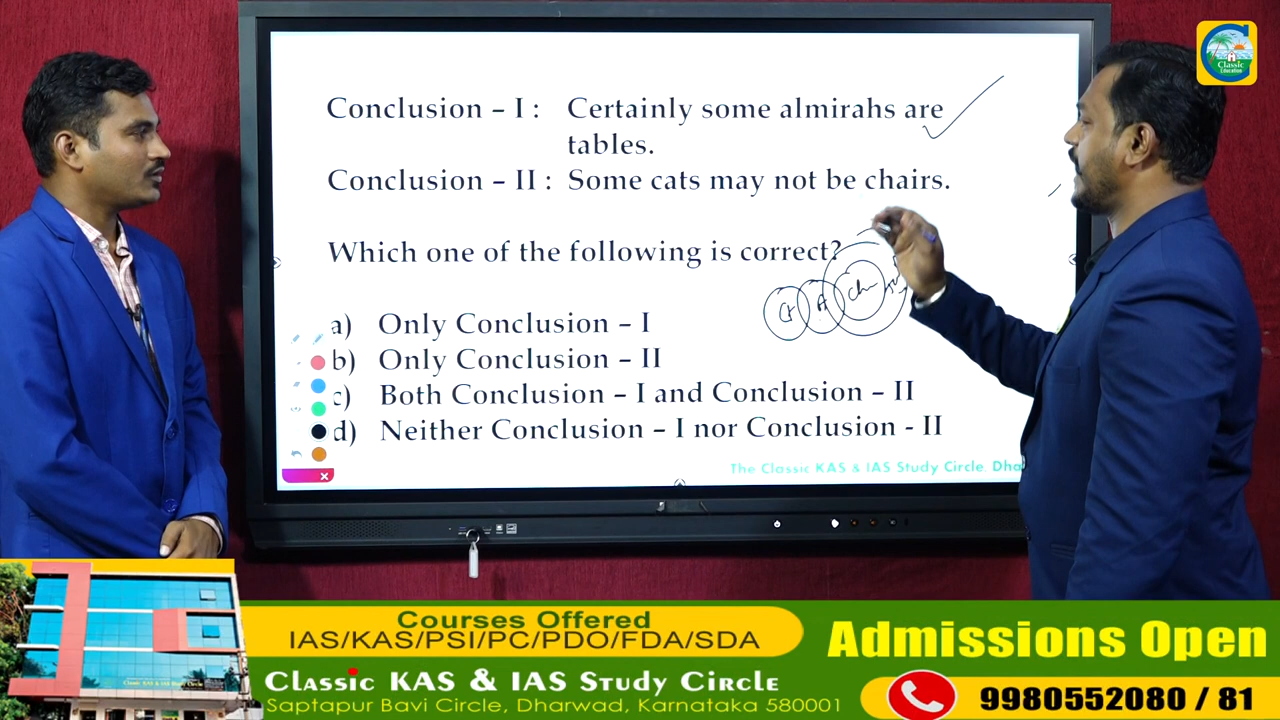 Classic
Education
Conclusion – I : Certainly some almirahs are
tables.
Conclusion – II : Some cats may not be chairs.
Which one of the following is correct?
a) Only Conclusion – I
b) Only Conclusion – II
c) Both Conclusion – I and Conclusion – II
d) Neither Conclusion – I nor Conclusion - II
The Classic KAS & IAS Study Circle, Dha
Courses Offered
IAS/KAS/PSI/PC/PDO/FDA/SDA
Classic KAS & IAS Study Circle
Saptapur Bavi Circle, Dharwad, Karnataka 580001
Admissions Open
9980552080 / 81